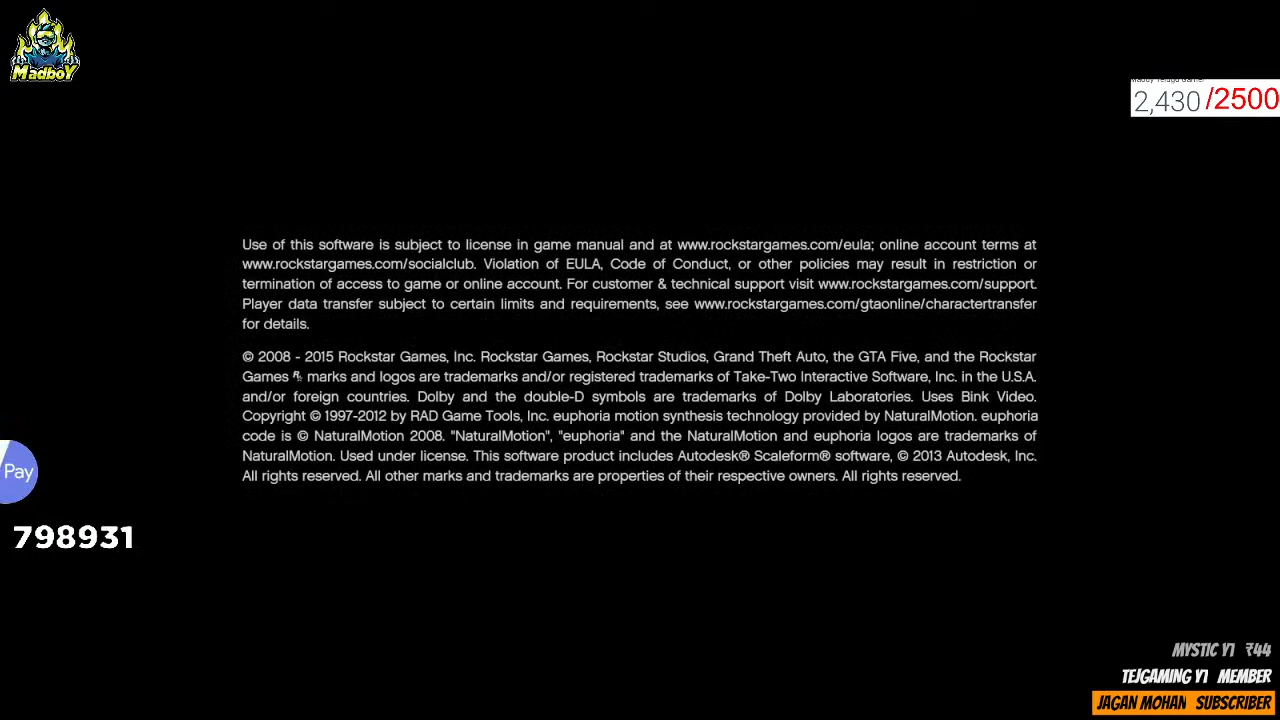 MadboY
2,430 /2500
Use of this software is subject to license in game manual and at www.rockstargames.com/eula; online account terms at
www.rockstargames.com/socialclub. Violation of EULA, Code of Conduct, or other policies may result in restriction or
termination of access to game or online account. For customer & technical support visit www.rockstargames.com/support.
Player data transfer subject to certain limits and requirements, see www.rockstargames.com/gtaonline/charactertransfer
for details.
© 2008 - 2015 Rockstar Games, Inc. Rockstar Games, Rockstar Studios, Grand Theft Auto, the GTA Five, and the Rockstar
Games R* marks and logos are trademarks and/or registered trademarks of Take-Two Interactive Software, Inc. in the U.S.A.
and/or foreign countries. Dolby and the double-D symbols are trademarks of Dolby Laboratories. Uses Bink Video.
Copyright © 1997-2012 by RAD Game Tools, Inc. euphoria motion synthesis technology provided by NaturalMotion. euphoria
code is © NaturalMotion 2008. "NaturalMotion", "euphoria" and the NaturalMotion and euphoria logos are trademarks of
NaturalMotion. Used under license. This software product includes Autodesk® Scaleform® software, © 2013 Autodesk, Inc.
All rights reserved. All other marks and trademarks are properties of their respective owners. All rights reserved.
Pay
798931
MYSTIC YT ₹44
TEJGAMING YT MEMBER
JAGAN MOHAN SUBSCRIBER